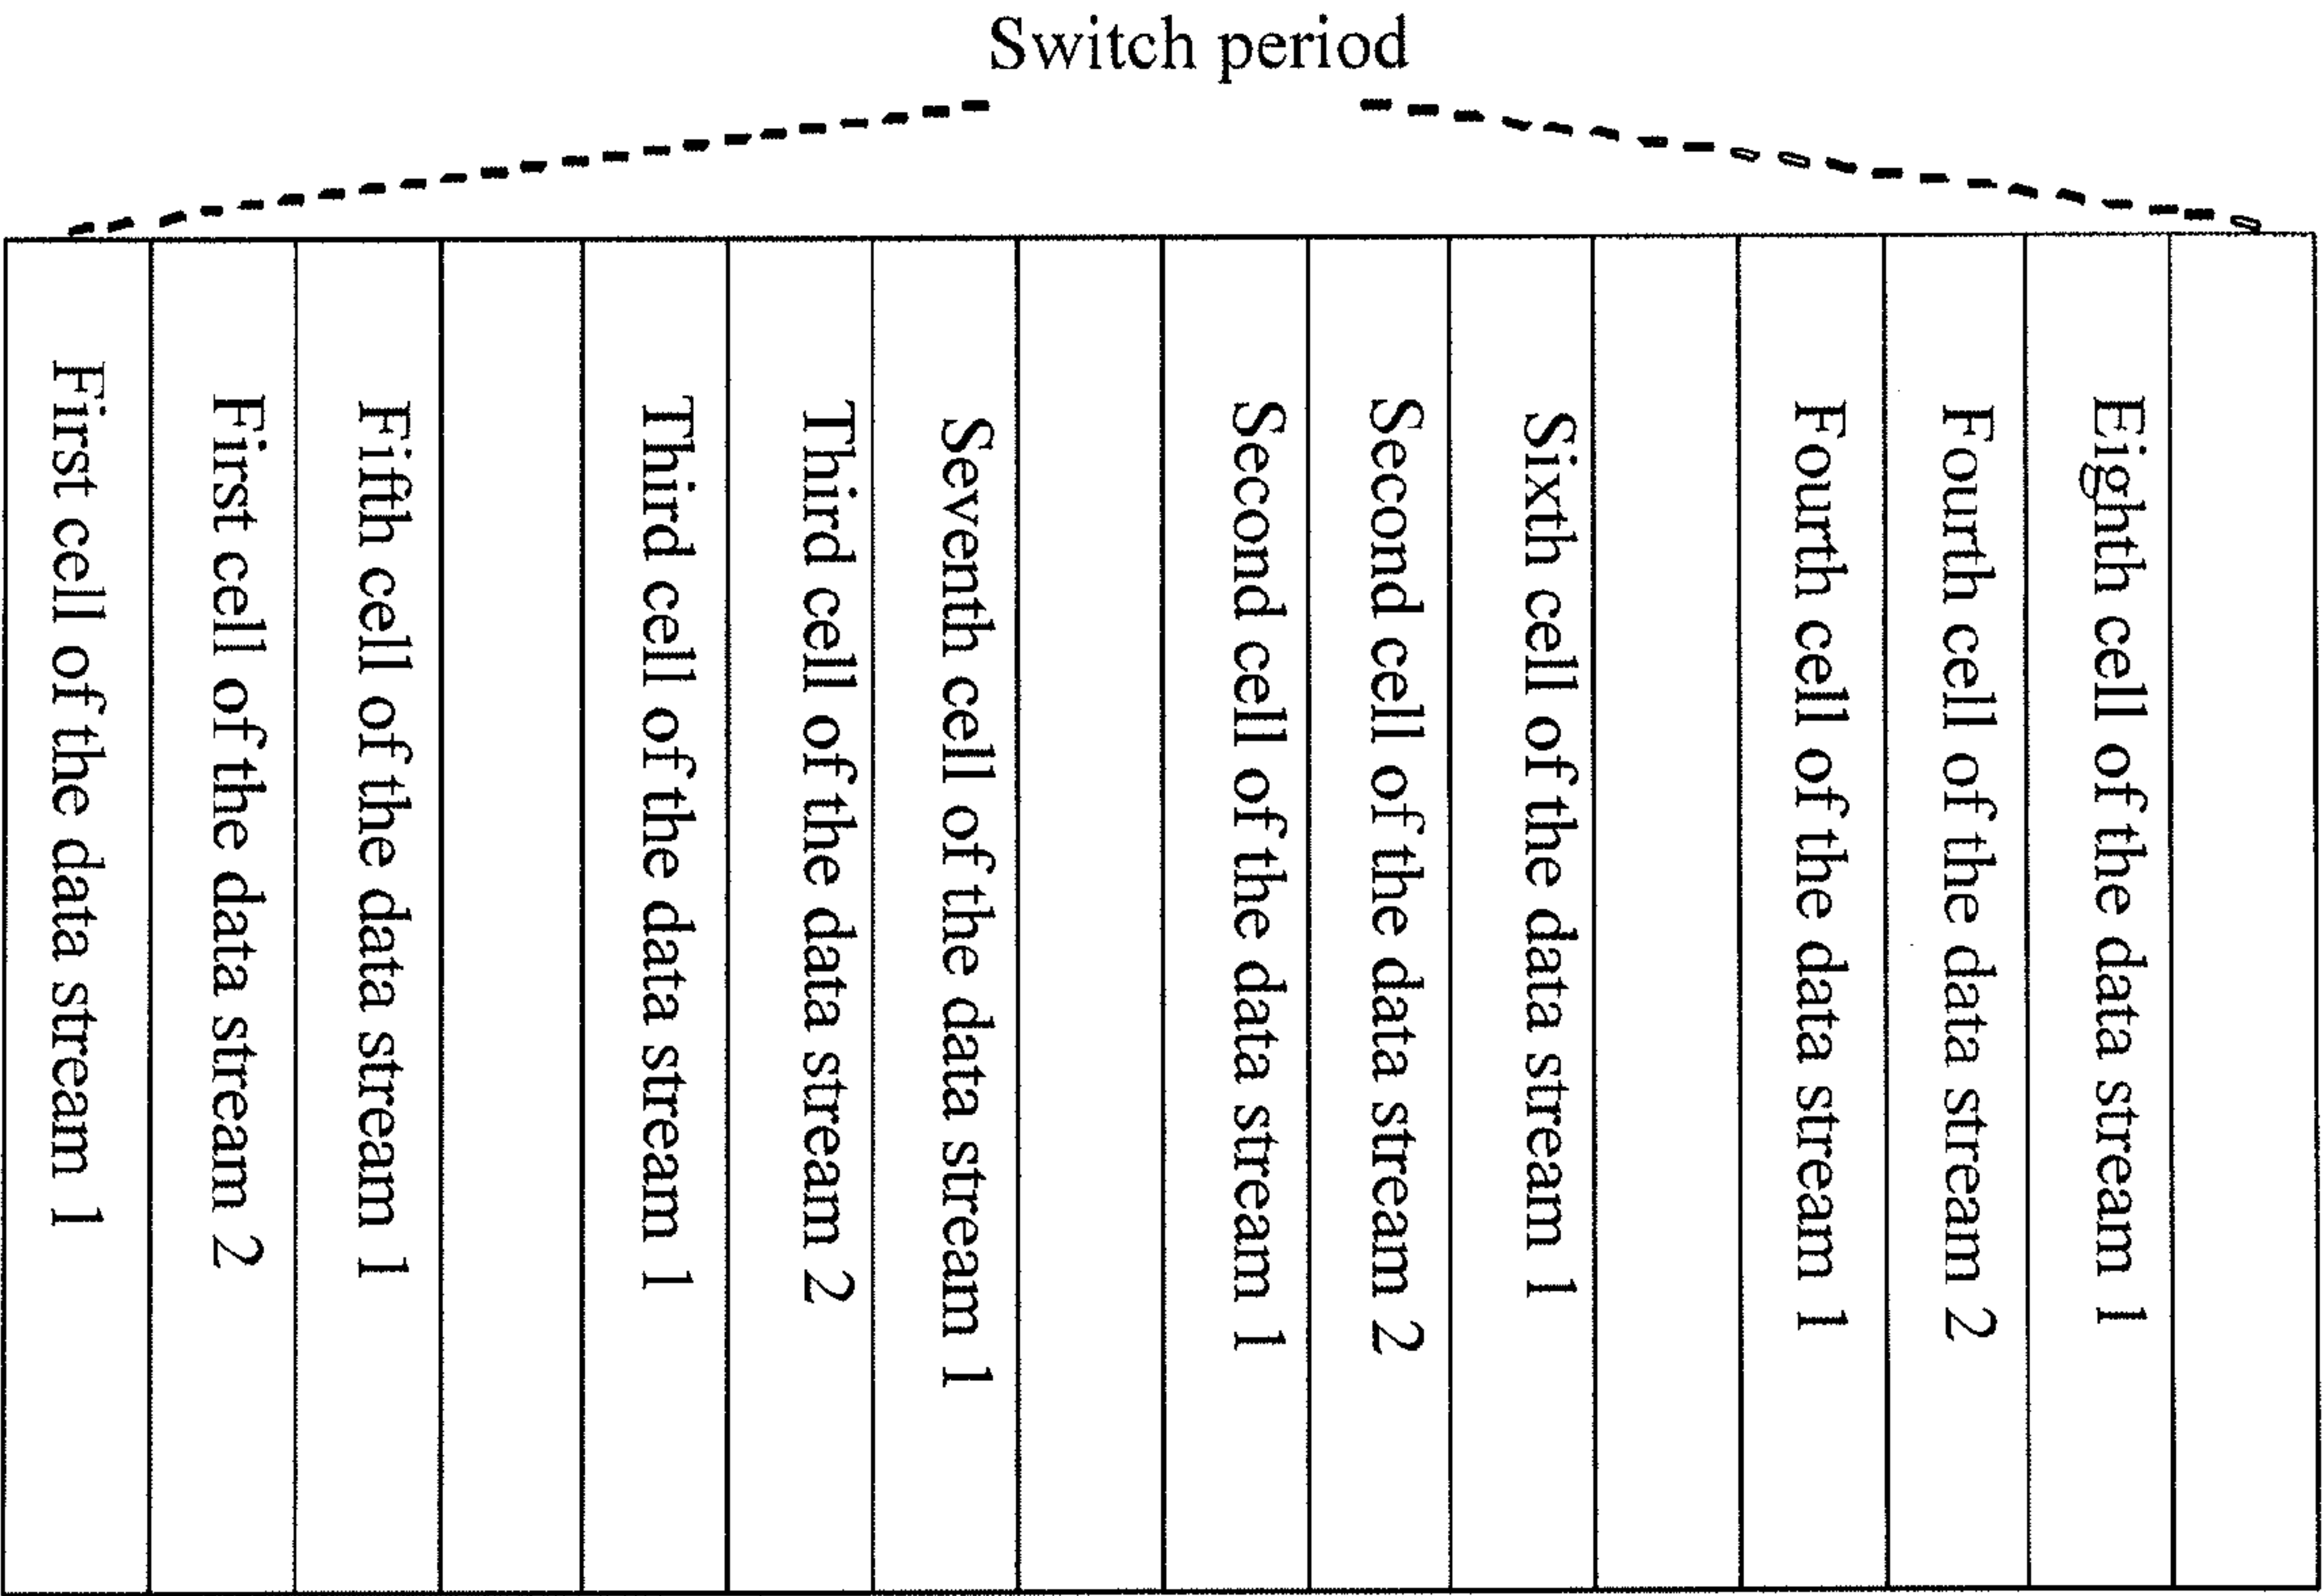 Switch period
First cell of the data stream 1
First cell of the data stream 2
Fifth cell of the data stream 1
Third cell of the data stream 1
Third cell of the data stream 2
Seventh cell of the data stream 1
Second cell of the data stream 1
Second cell of the data stream 2
Sixth cell of the data stream 1
Fourth cell of the data stream 1
Fourth cell of the data stream 2
Eighth cell of the data stream 1